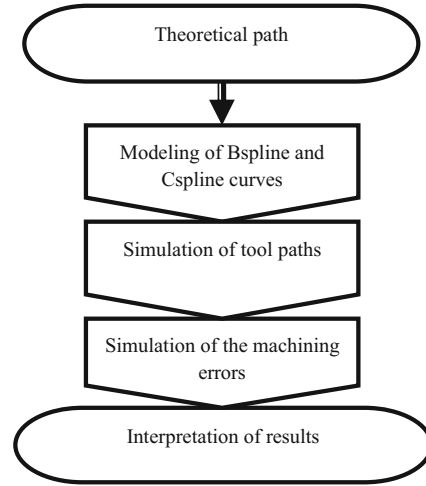 Theoretical path
Modeling of Bspline and
Cspline curves
Simulation of tool paths
Simulation of the machining
errors
Interpretation of results